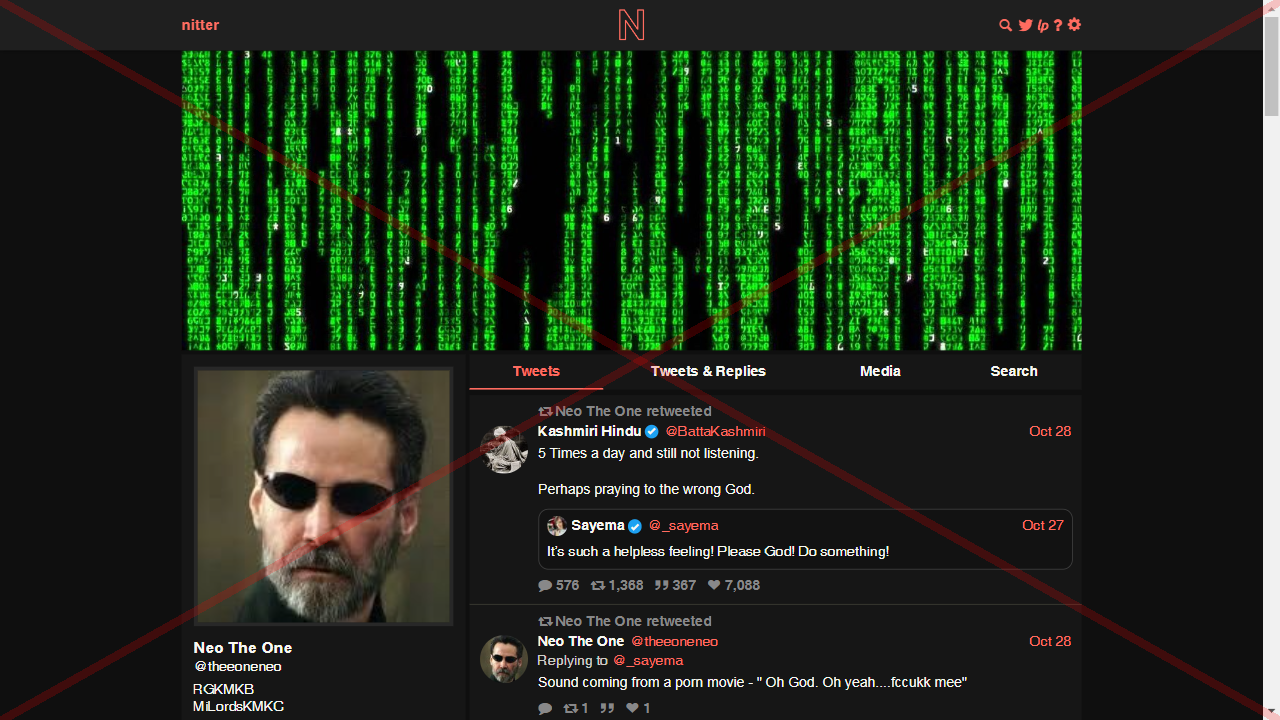 nitter
N
lp ?
Tweets Tweets & Replies Media Search
Neo The One retweeted
Kashmiri Hindu @BattaKashmiri Oct 28
5 Times a day and still not listening.
Perhaps praying to the wrong God.
Sayema @_sayema Oct 27
It's such a helpless feeling! Please God! Do something!
576 1,368 367 7,088
Neo The One retweeted
Neo The One @theeoneneo Oct 28
Replying to @_sayema
Sound coming from a porn movie - " Oh God. Oh yeah....fccukk mee"
1 1
Neo The One
@theeoneneo
RGKMKB
MiLordsKMKC